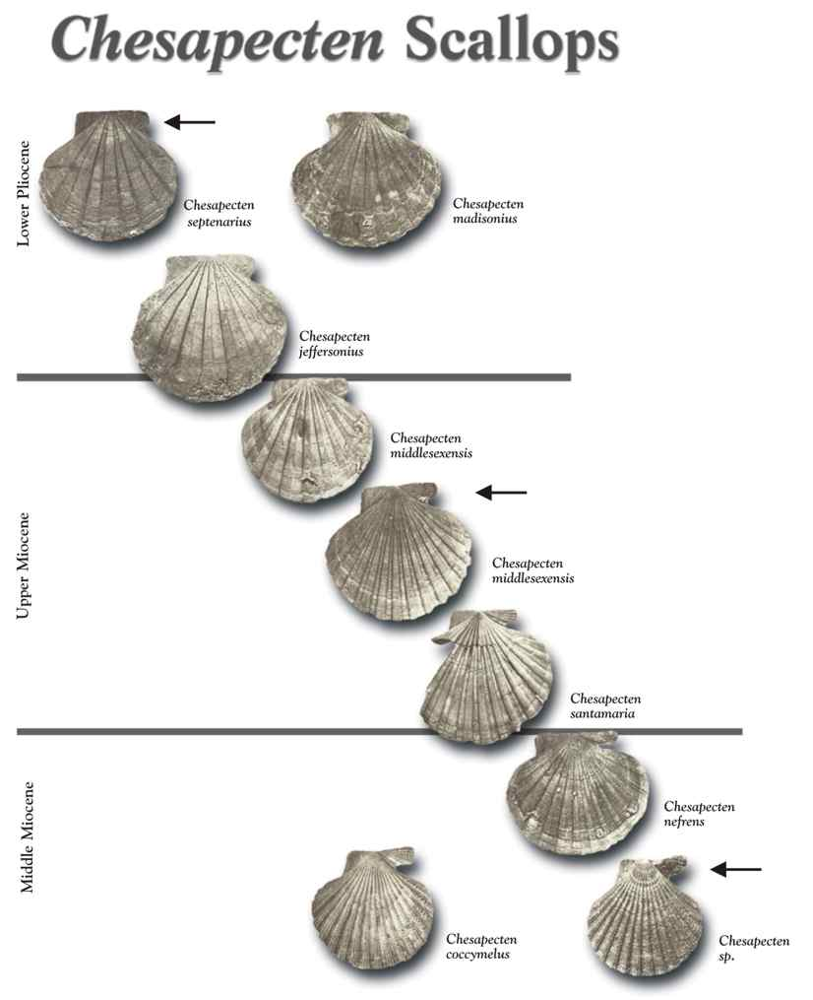 Chesapecten Scallops
Lower Pliocene
Chesapecten
septenarius
Chesapecten
madisonius
Chesapecten
jeffersonius
Upper Miocene
Chesapecten
middlesexensis
Chesapecten
middlesexensis
Chesapecten
santamaria
Middle Miocene
Chesapecten
nefrens
Chesapecten
coccymelus
Chesapecten
sp.